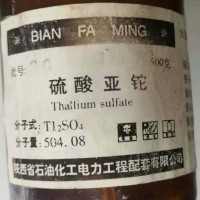 BIAN FA MING
批号:
500克
硫酸亚铊
Thallium sulfate
分子式:Tl₂SO₄
分子量:504.08
陕西省石油化工电力工程配套有限公司